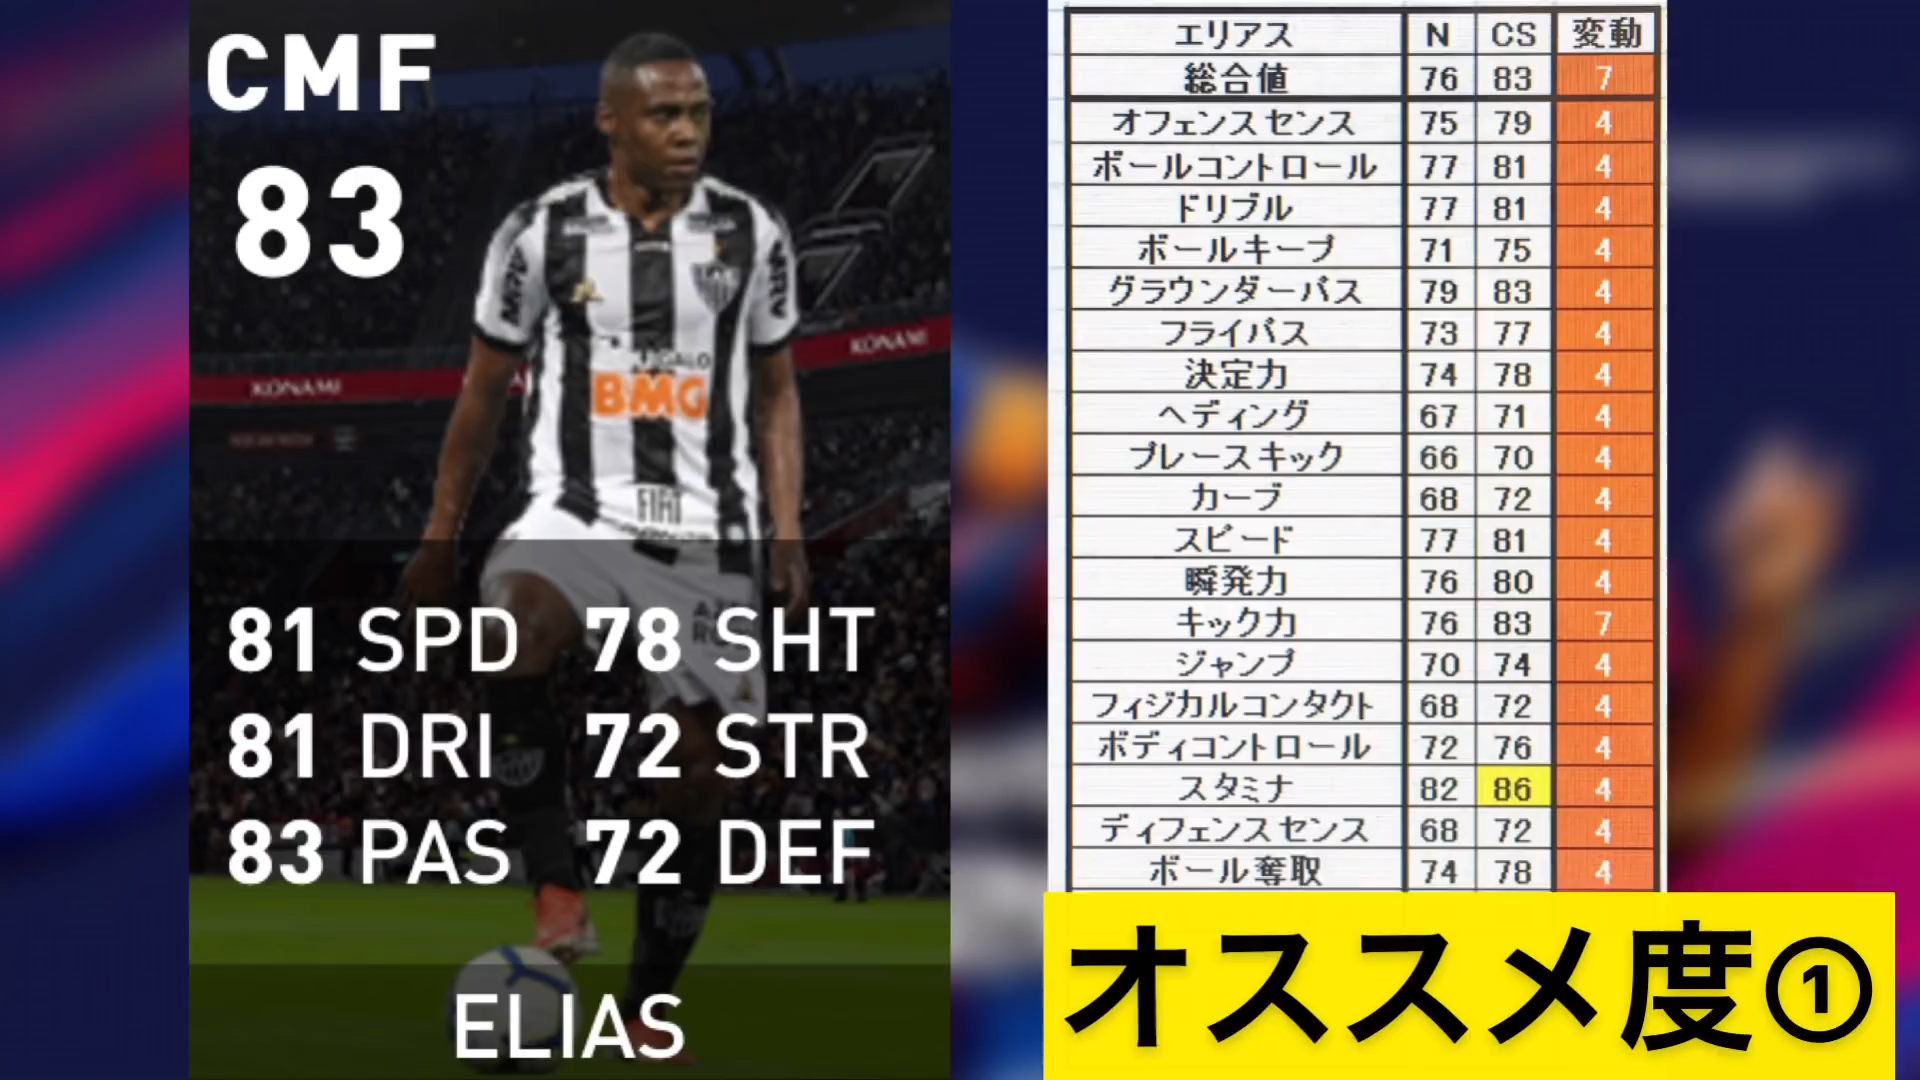 CMF
83
MRV
MRV
KONAMI
KONAMI
BMG
FIAT
81 SPD 78 SHT
81 DRI 72 STR
83 PAS 72 DEF
ELIAS
エリアス N CS 変動
総合値 76 83 7
オフェンスセンス 75 79 4
ボールコントロール 77 81 4
ドリブル 77 81 4
ボールキープ 71 75 4
グラウンダーパス 79 83 4
フライパス 73 77 4
決定力 74 78 4
ヘディング 67 71 4
プレースキック 66 70 4
カーブ 68 72 4
スピード 77 81 4
瞬発力 76 80 4
キック力 76 83 7
ジャンプ 70 74 4
フィジカルコンタクト 68 72 4
ボディコントロール 72 76 4
スタミナ 82 86 4
ディフェンスセンス 68 72 4
ボール奪取 74 78 4
オススメ度①